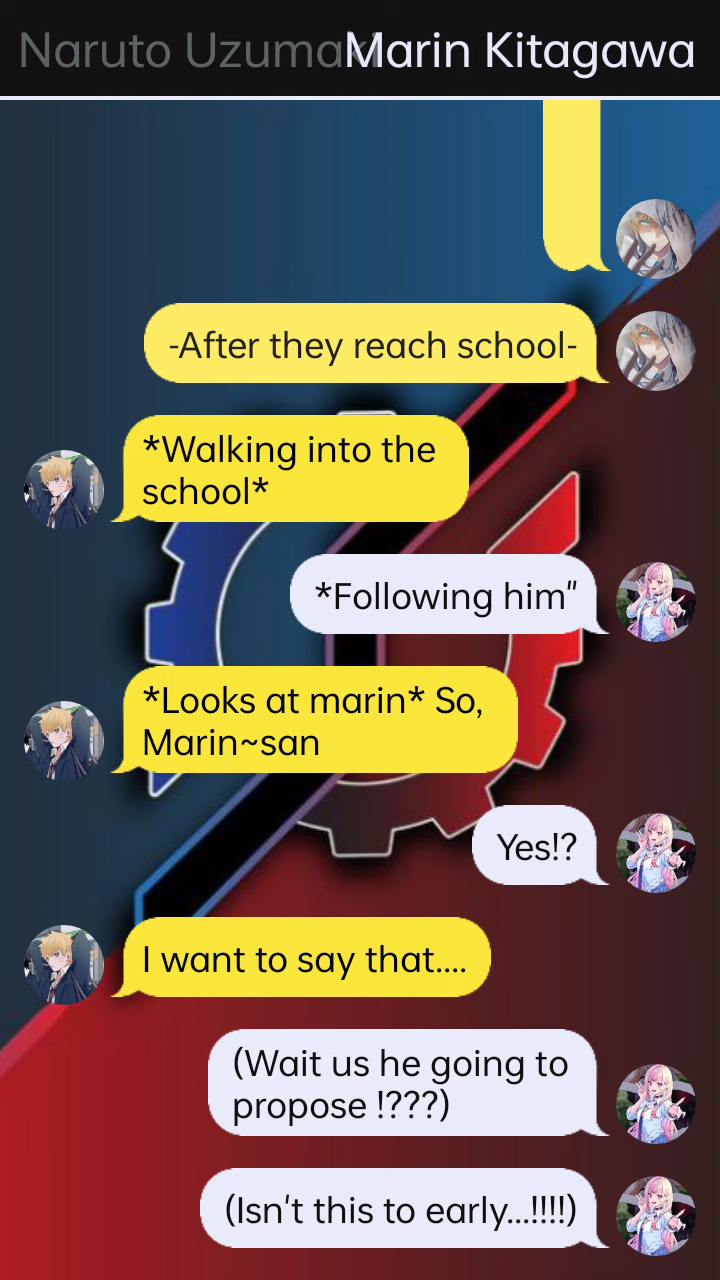 Naruto Uzumaki Marin Kitagawa
-After they reach school-
*Walking into the
school*
*Following him"
*Looks at marin* So,
Marin~san
Yes!?
I want to say that....
(Wait us he going to
propose !???)
(Isn't this to early...!!!!)